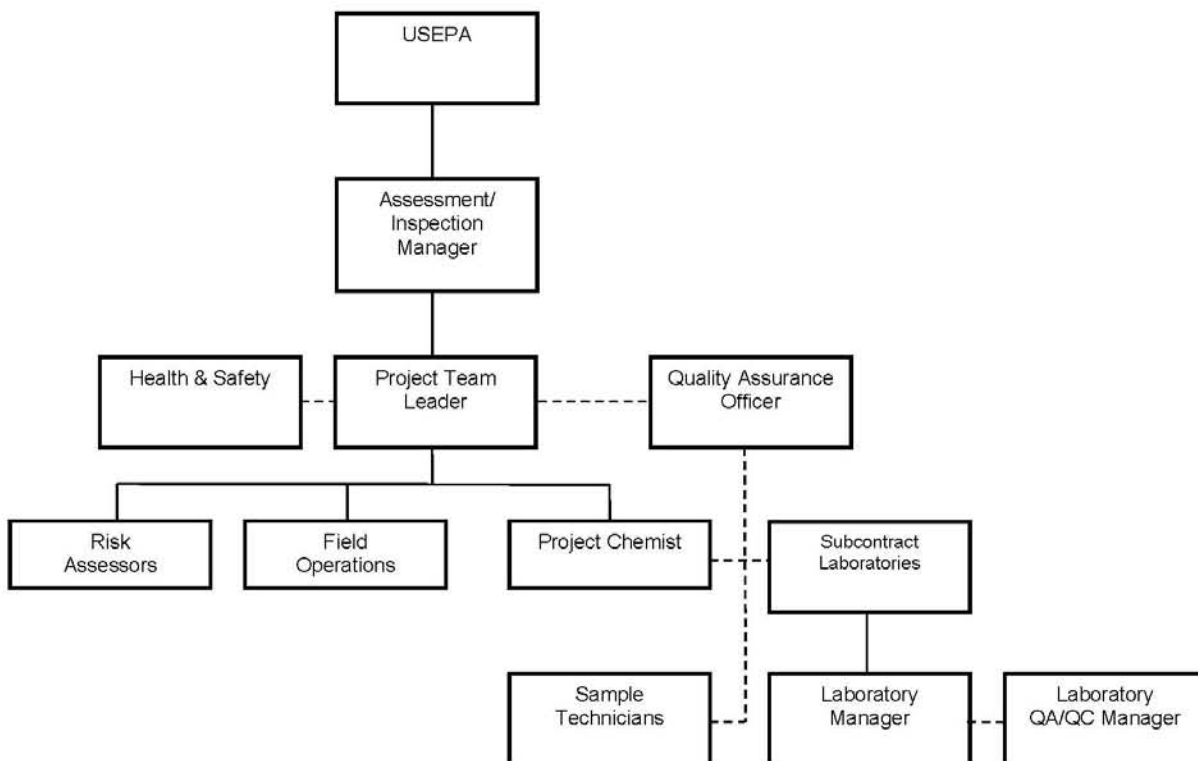 USEPA
Assessment/
Inspection
Manager
Health & Safety
Project Team
Leader
Quality Assurance
Officer
Risk
Assessors
Field
Operations
Project Chemist
Subcontract
Laboratories
Sample
Technicians
Laboratory
Manager
Laboratory
QA/QC Manager